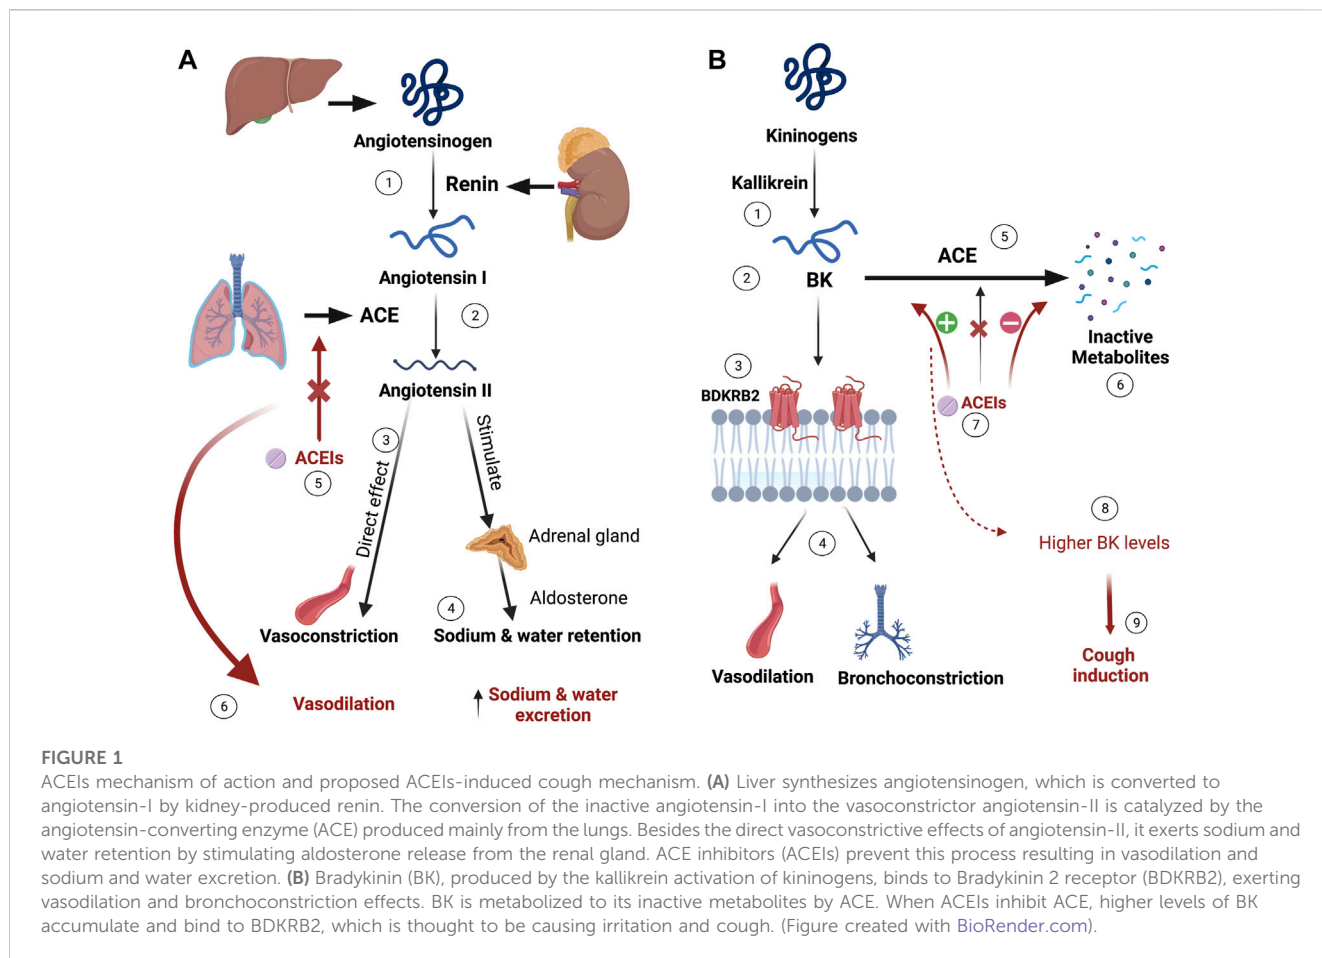 A
Angiotensinogen
1
Renin
Angiotensin I
ACE
2
Angiotensin II
3
Direct effect
Stimulate
ACEIs
5
Adrenal gland
Aldosterone
4
Vasoconstriction
Sodium & water retention
6
Vasodilation
Sodium & water
excretion
B
Kininogens
Kallikrein
1
2
BK
ACE
5
Inactive
Metabolites
6
3
BDKRB2
ACEIs
7
4
8
Higher BK levels
9
Cough
induction
Vasodilation
Bronchoconstriction
FIGURE 1
ACEIs mechanism of action and proposed ACEIs-induced cough mechanism. (A) Liver synthesizes angiotensinogen, which is converted to
angiotensin-I by kidney-produced renin. The conversion of the inactive angiotensin-I into the vasoconstrictor angiotensin-II is catalyzed by the
angiotensin-converting enzyme (ACE) produced mainly from the lungs. Besides the direct vasoconstrictive effects of angiotensin-II, it exerts sodium and
water retention by stimulating aldosterone release from the renal gland. ACE inhibitors (ACEIs) prevent this process resulting in vasodilation and
sodium and water excretion. (B) Bradykinin (BK), produced by the kallikrein activation of kininogens, binds to Bradykinin 2 receptor (BDKRB2), exerting
vasodilation and bronchoconstriction effects. BK is metabolized to its inactive metabolites by ACE. When ACEIs inhibit ACE, higher levels of BK
accumulate and bind to BDKRB2, which is thought to be causing irritation and cough. (Figure created with BioRender.com).